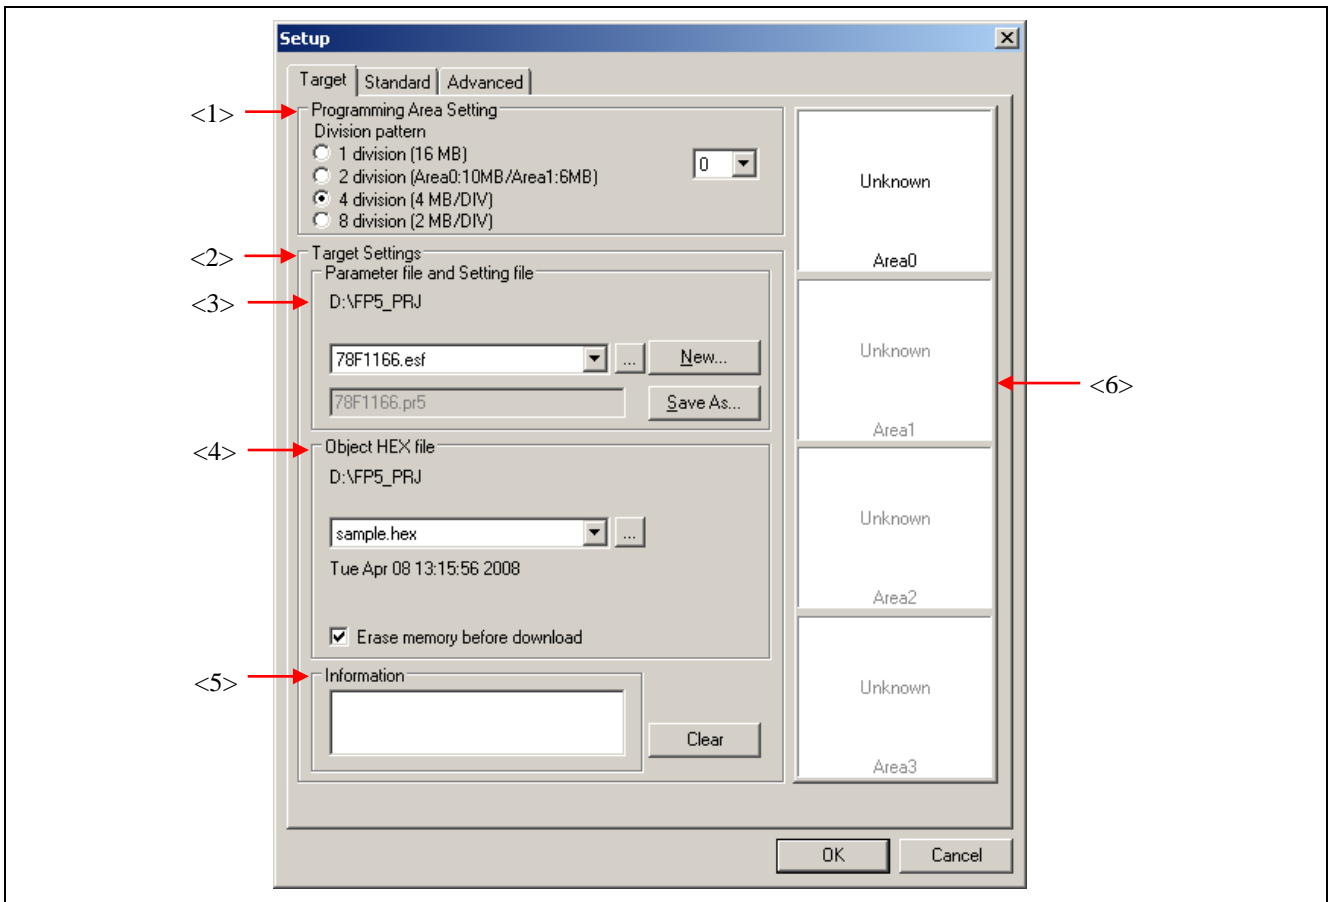 Setup
Target Standard Advanced
<1>
Programming Area Setting
Division pattern
1 division (16 MB)
2 division (Area0:10MB/Area1:6MB)
4 division (4 MB/DIV)
8 division (2 MB/DIV)
0
<2>
Target Settings
Parameter file and Setting file
<3>
D:\FP5_PRJ
78F1166.esf
...
New...
78F1166.pr5
Save As...
<4>
Object HEX file
D:\FP5_PRJ
sample.hex
...
Tue Apr 08 13:15:56 2008
Erase memory before download
<5>
Information
Clear
Unknown
Area0
Unknown
Area1
<6>
Unknown
Area2
Unknown
Area3
OK
Cancel